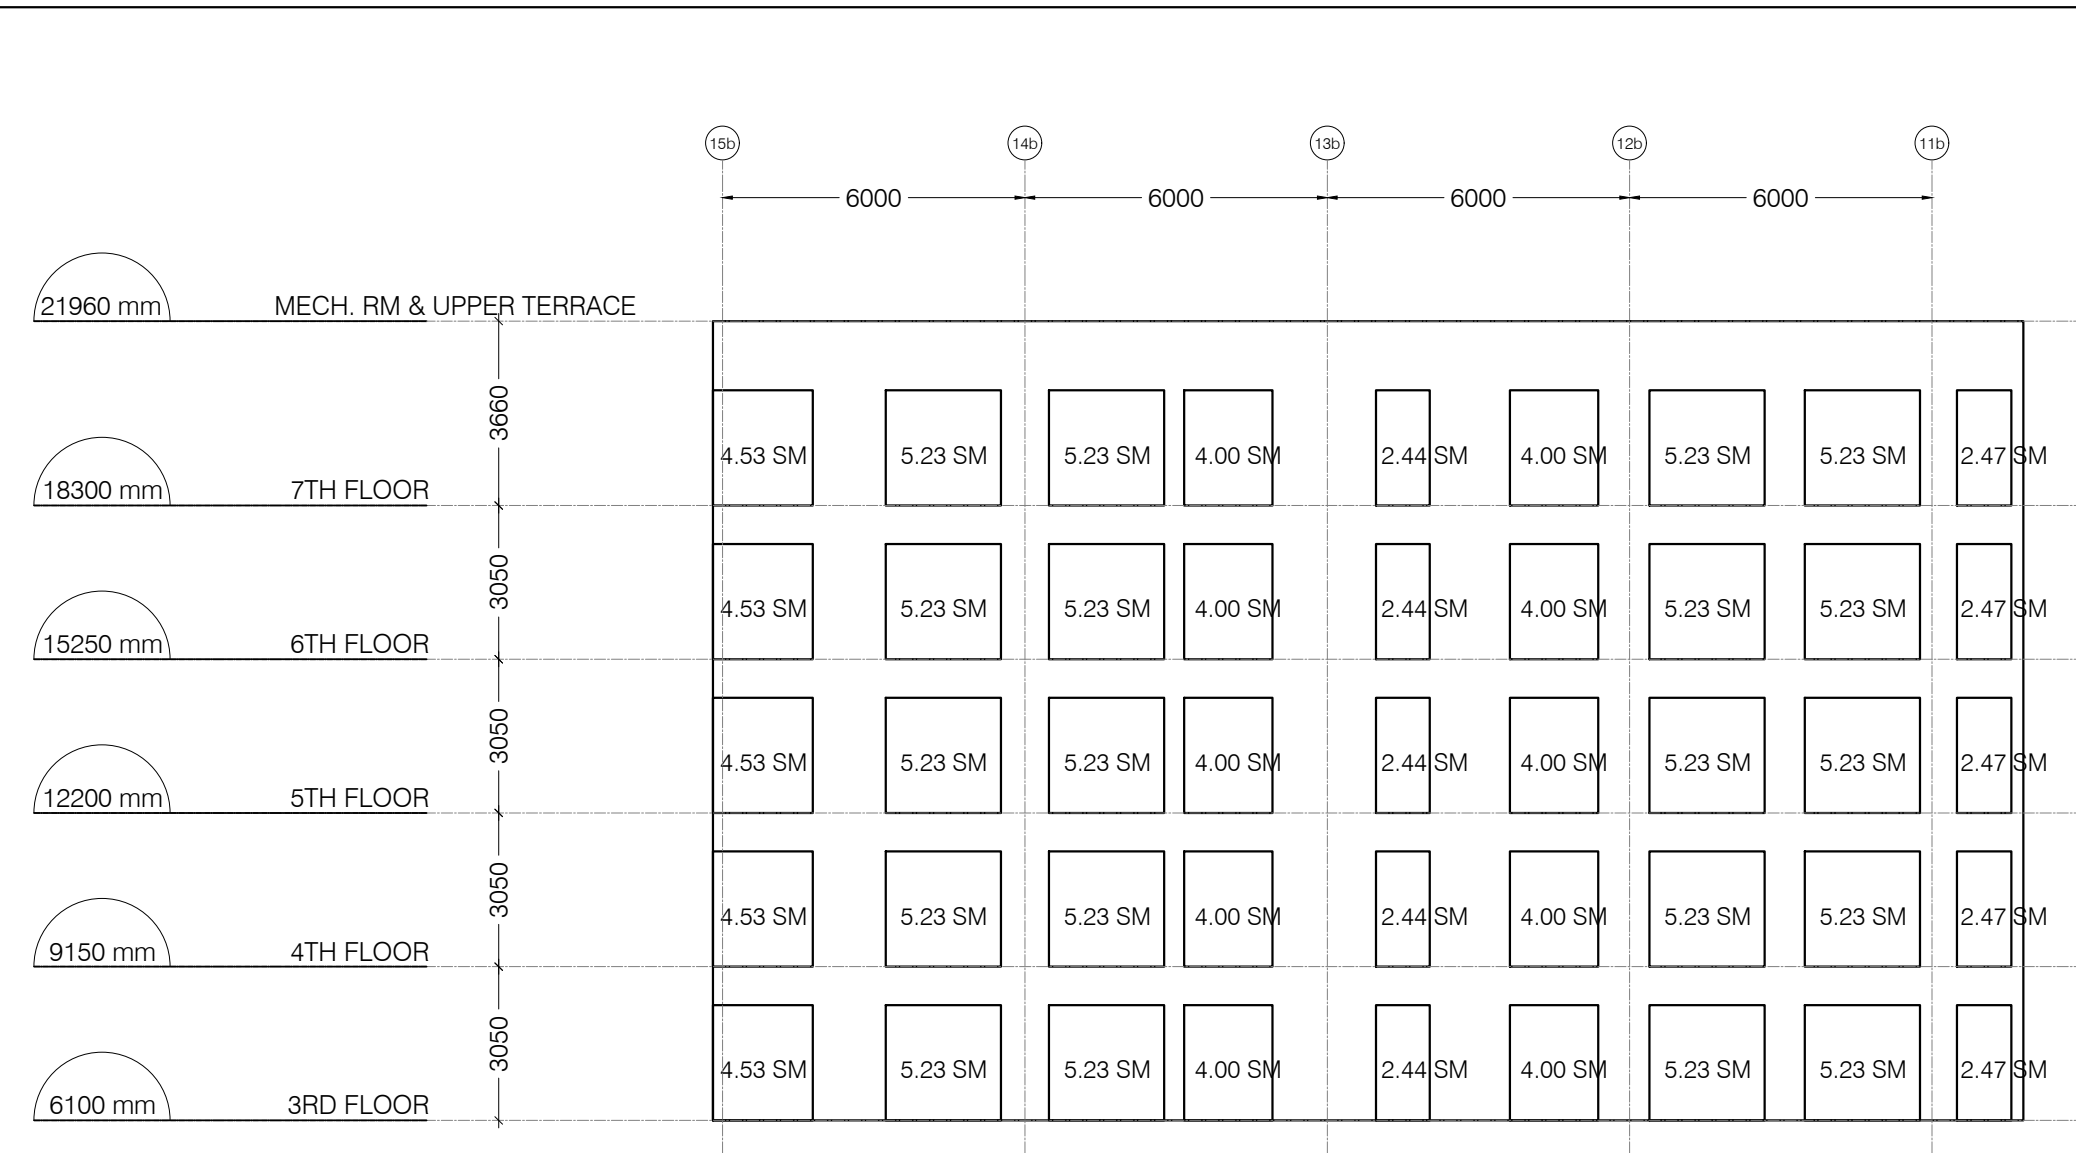 15b 14b 13b 12b 11b
6000 6000 6000 6000
21960 mm MECH. RM & UPPER TERRACE
3660
4.53 SM 5.23 SM 5.23 SM 4.00 SM 2.44 SM 4.00 SM 5.23 SM 5.23 SM 2.47 SM
18300 mm 7TH FLOOR
3050
4.53 SM 5.23 SM 5.23 SM 4.00 SM 2.44 SM 4.00 SM 5.23 SM 5.23 SM 2.47 SM
15250 mm 6TH FLOOR
3050
4.53 SM 5.23 SM 5.23 SM 4.00 SM 2.44 SM 4.00 SM 5.23 SM 5.23 SM 2.47 SM
12200 mm 5TH FLOOR
3050
4.53 SM 5.23 SM 5.23 SM 4.00 SM 2.44 SM 4.00 SM 5.23 SM 5.23 SM 2.47 SM
9150 mm 4TH FLOOR
3050
4.53 SM 5.23 SM 5.23 SM 4.00 SM 2.44 SM 4.00 SM 5.23 SM 5.23 SM 2.47 SM
6100 mm 3RD FLOOR